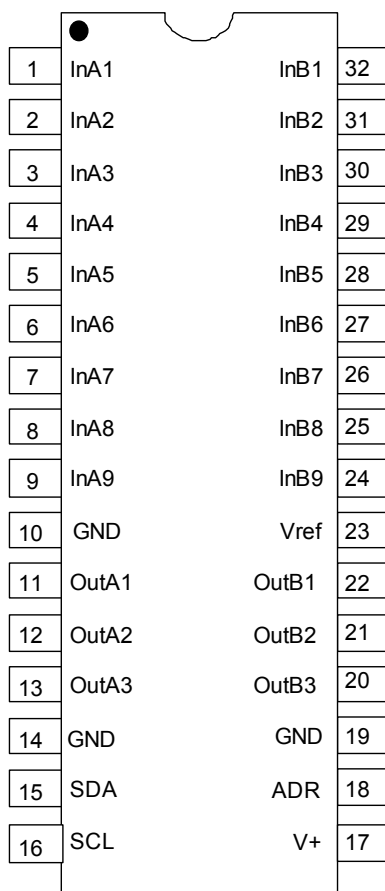 1 InA1 InB1 32
2 InA2 InB2 31
3 InA3 InB3 30
4 InA4 InB4 29
5 InA5 InB5 28
6 InA6 InB6 27
7 InA7 InB7 26
8 InA8 InB8 25
9 InA9 InB9 24
10 GND Vref 23
11 OutA1 OutB1 22
12 OutA2 OutB2 21
13 OutA3 OutB3 20
14 GND GND 19
15 SDA ADR 18
16 SCL V+ 17